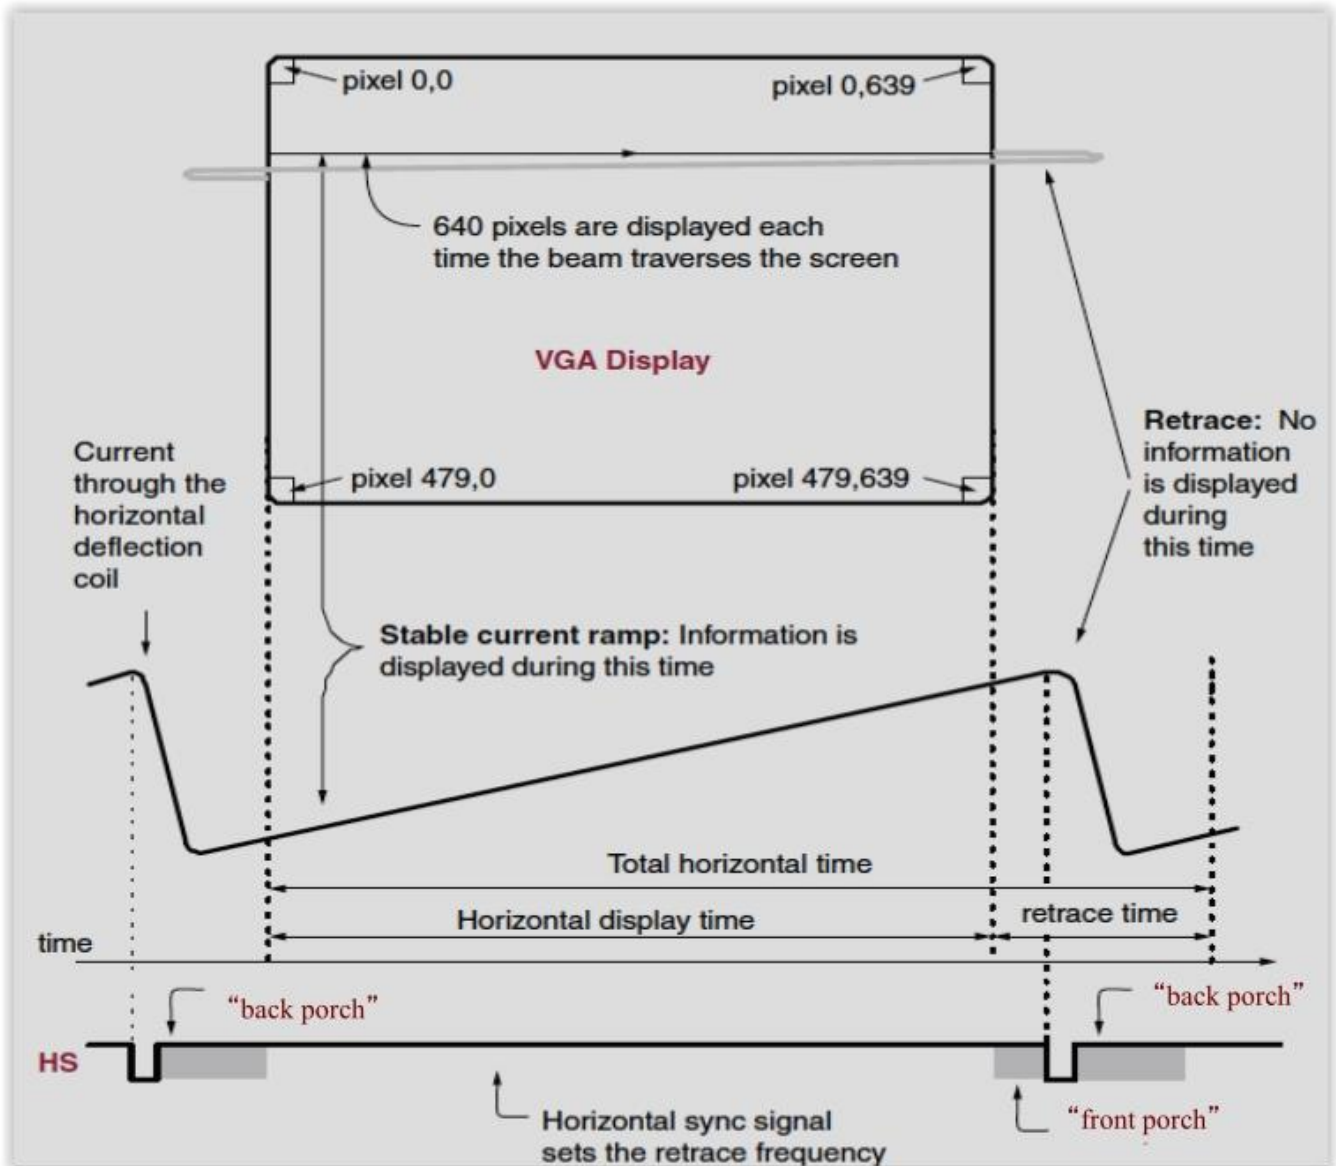 pixel 0,0
pixel 0,639
640 pixels are displayed each
time the beam traverses the screen
VGA Display
Retrace: No
information
is displayed
during
this time
Current
through the
horizontal
deflection
coil
pixel 479,0
pixel 479,639
Stable current ramp: Information is
displayed during this time
Total horizontal time
Horizontal display time
retrace time
time
“back porch”
“back porch”
HS
“front porch”
Horizontal sync signal
sets the retrace frequency